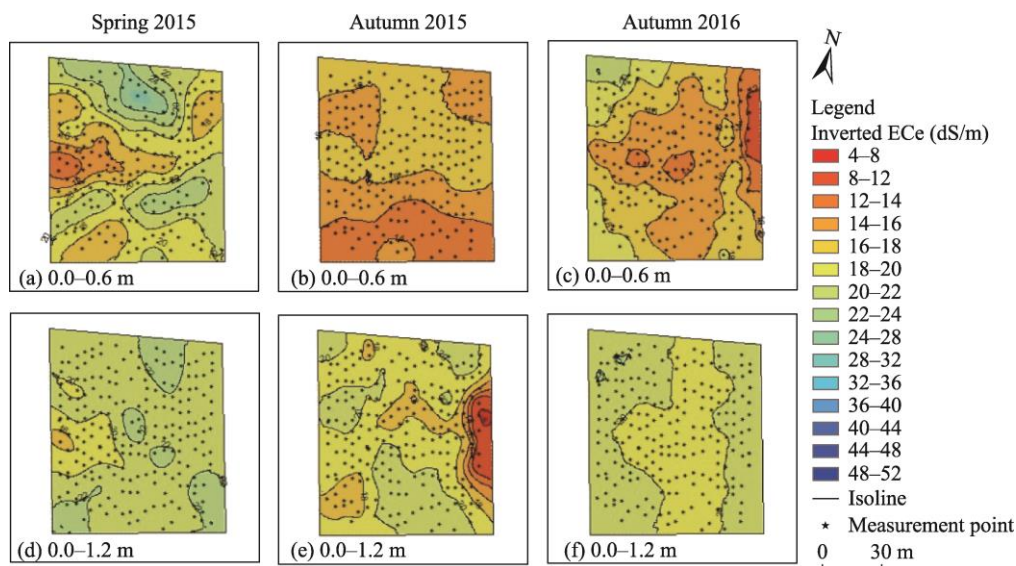 Spring 2015
Autumn 2015
Autumn 2016
N
(a) 0.0–0.6 m
(b) 0.0–0.6 m
(c) 0.0–0.6 m
(d) 0.0–1.2 m
(e) 0.0–1.2 m
(f) 0.0–1.2 m
Legend
Inverted ECe (dS/m)
4–8
8–12
12–14
14–16
16–18
18–20
20–22
22–24
24–28
28–32
32–36
36–40
40–44
44–48
48–52
Isoline
Measurement point
0 30 m